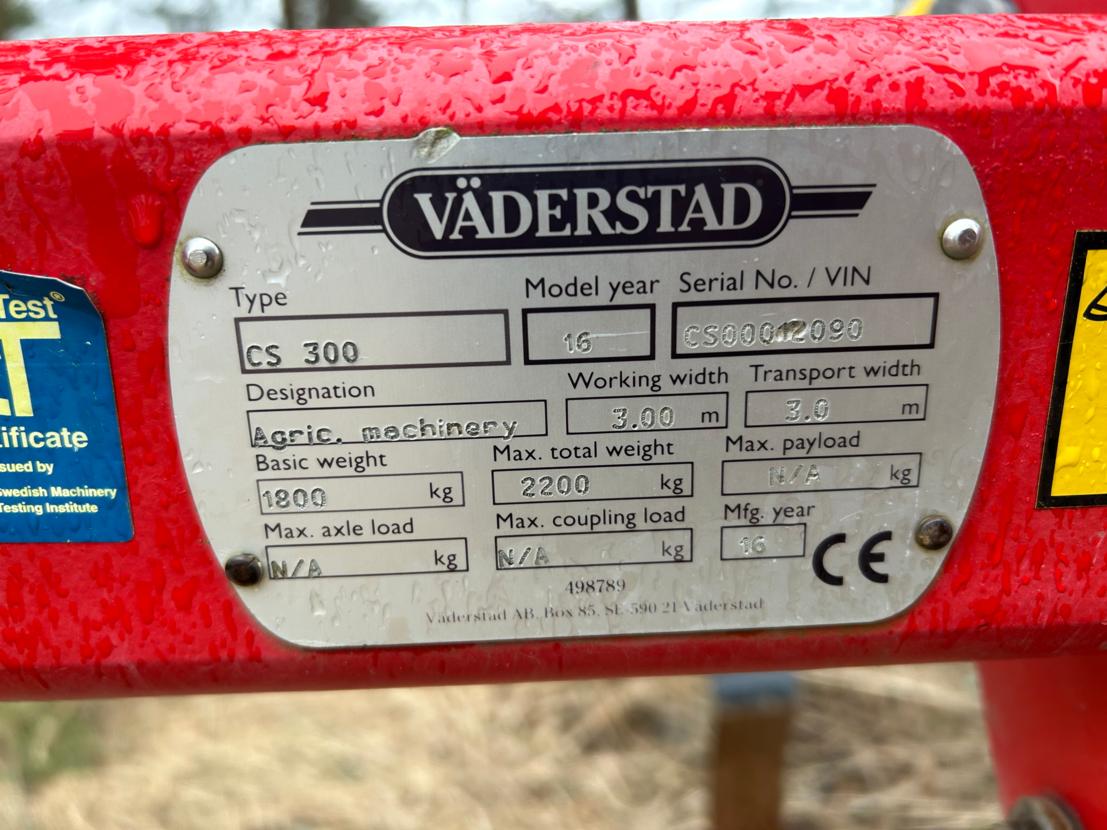 VÄDERSTAD
Type Model year Serial No. / VIN
CS 300 16 CS00012090
Designation Working width Transport width
Agric. machinery 3.00 m 3.0 m
Basic weight Max. total weight Max. payload
1800 kg 2200 kg N/A kg
Max. axle load Max. coupling load Mfg. year
N/A kg N/A kg 16
CE
498789
Väderstad AB, Box 85, SE-590 21 Väderstad
Test®
ificate
sued by
Swedish Machinery
Testing Institute